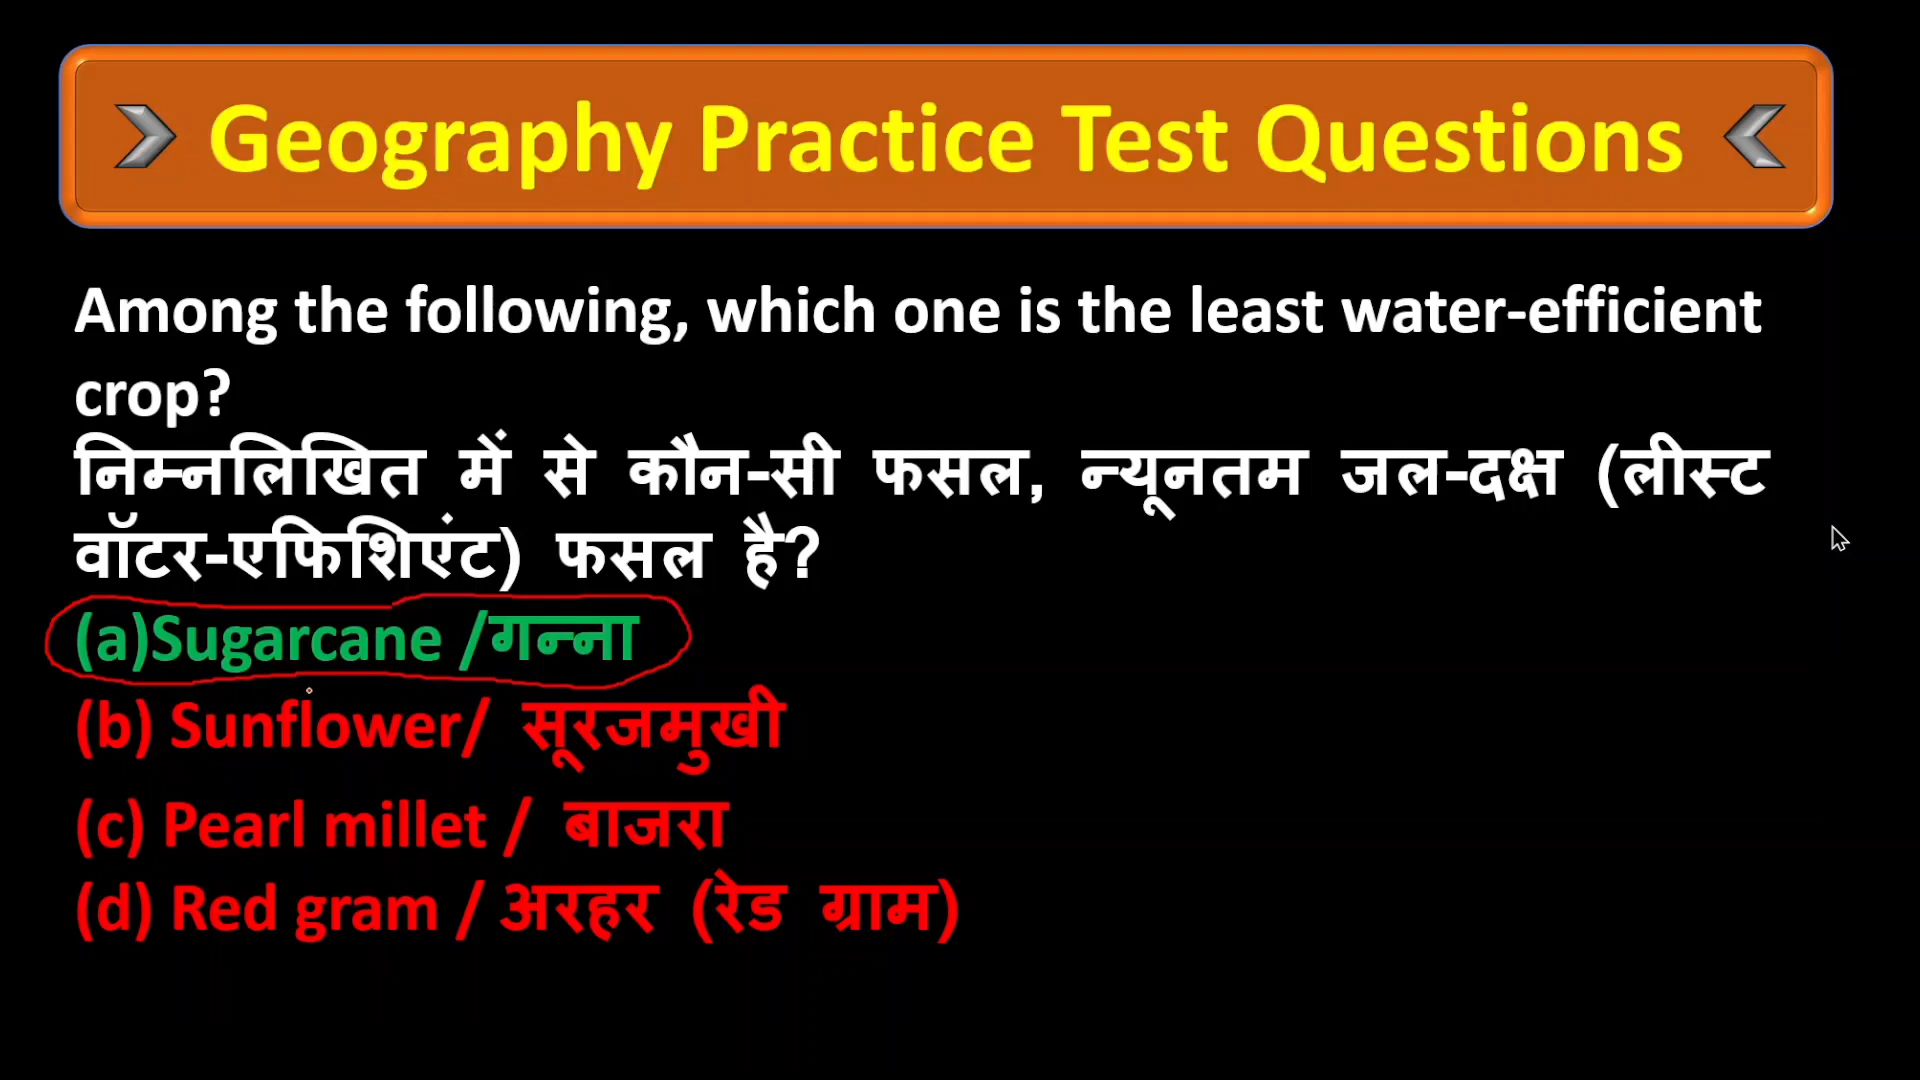 Geography Practice Test Questions
Among the following, which one is the least water-efficient
crop?
निम्नलिखित में से कौन-सी फसल, न्यूनतम जल-दक्ष (लीस्ट
वॉटर-एफिशिएंट) फसल है?
(a)Sugarcane /गन्ना
(b) Sunflower/ सूरजमुखी
(c) Pearl millet / बाजरा
(d) Red gram / अरहर (रेड ग्राम)